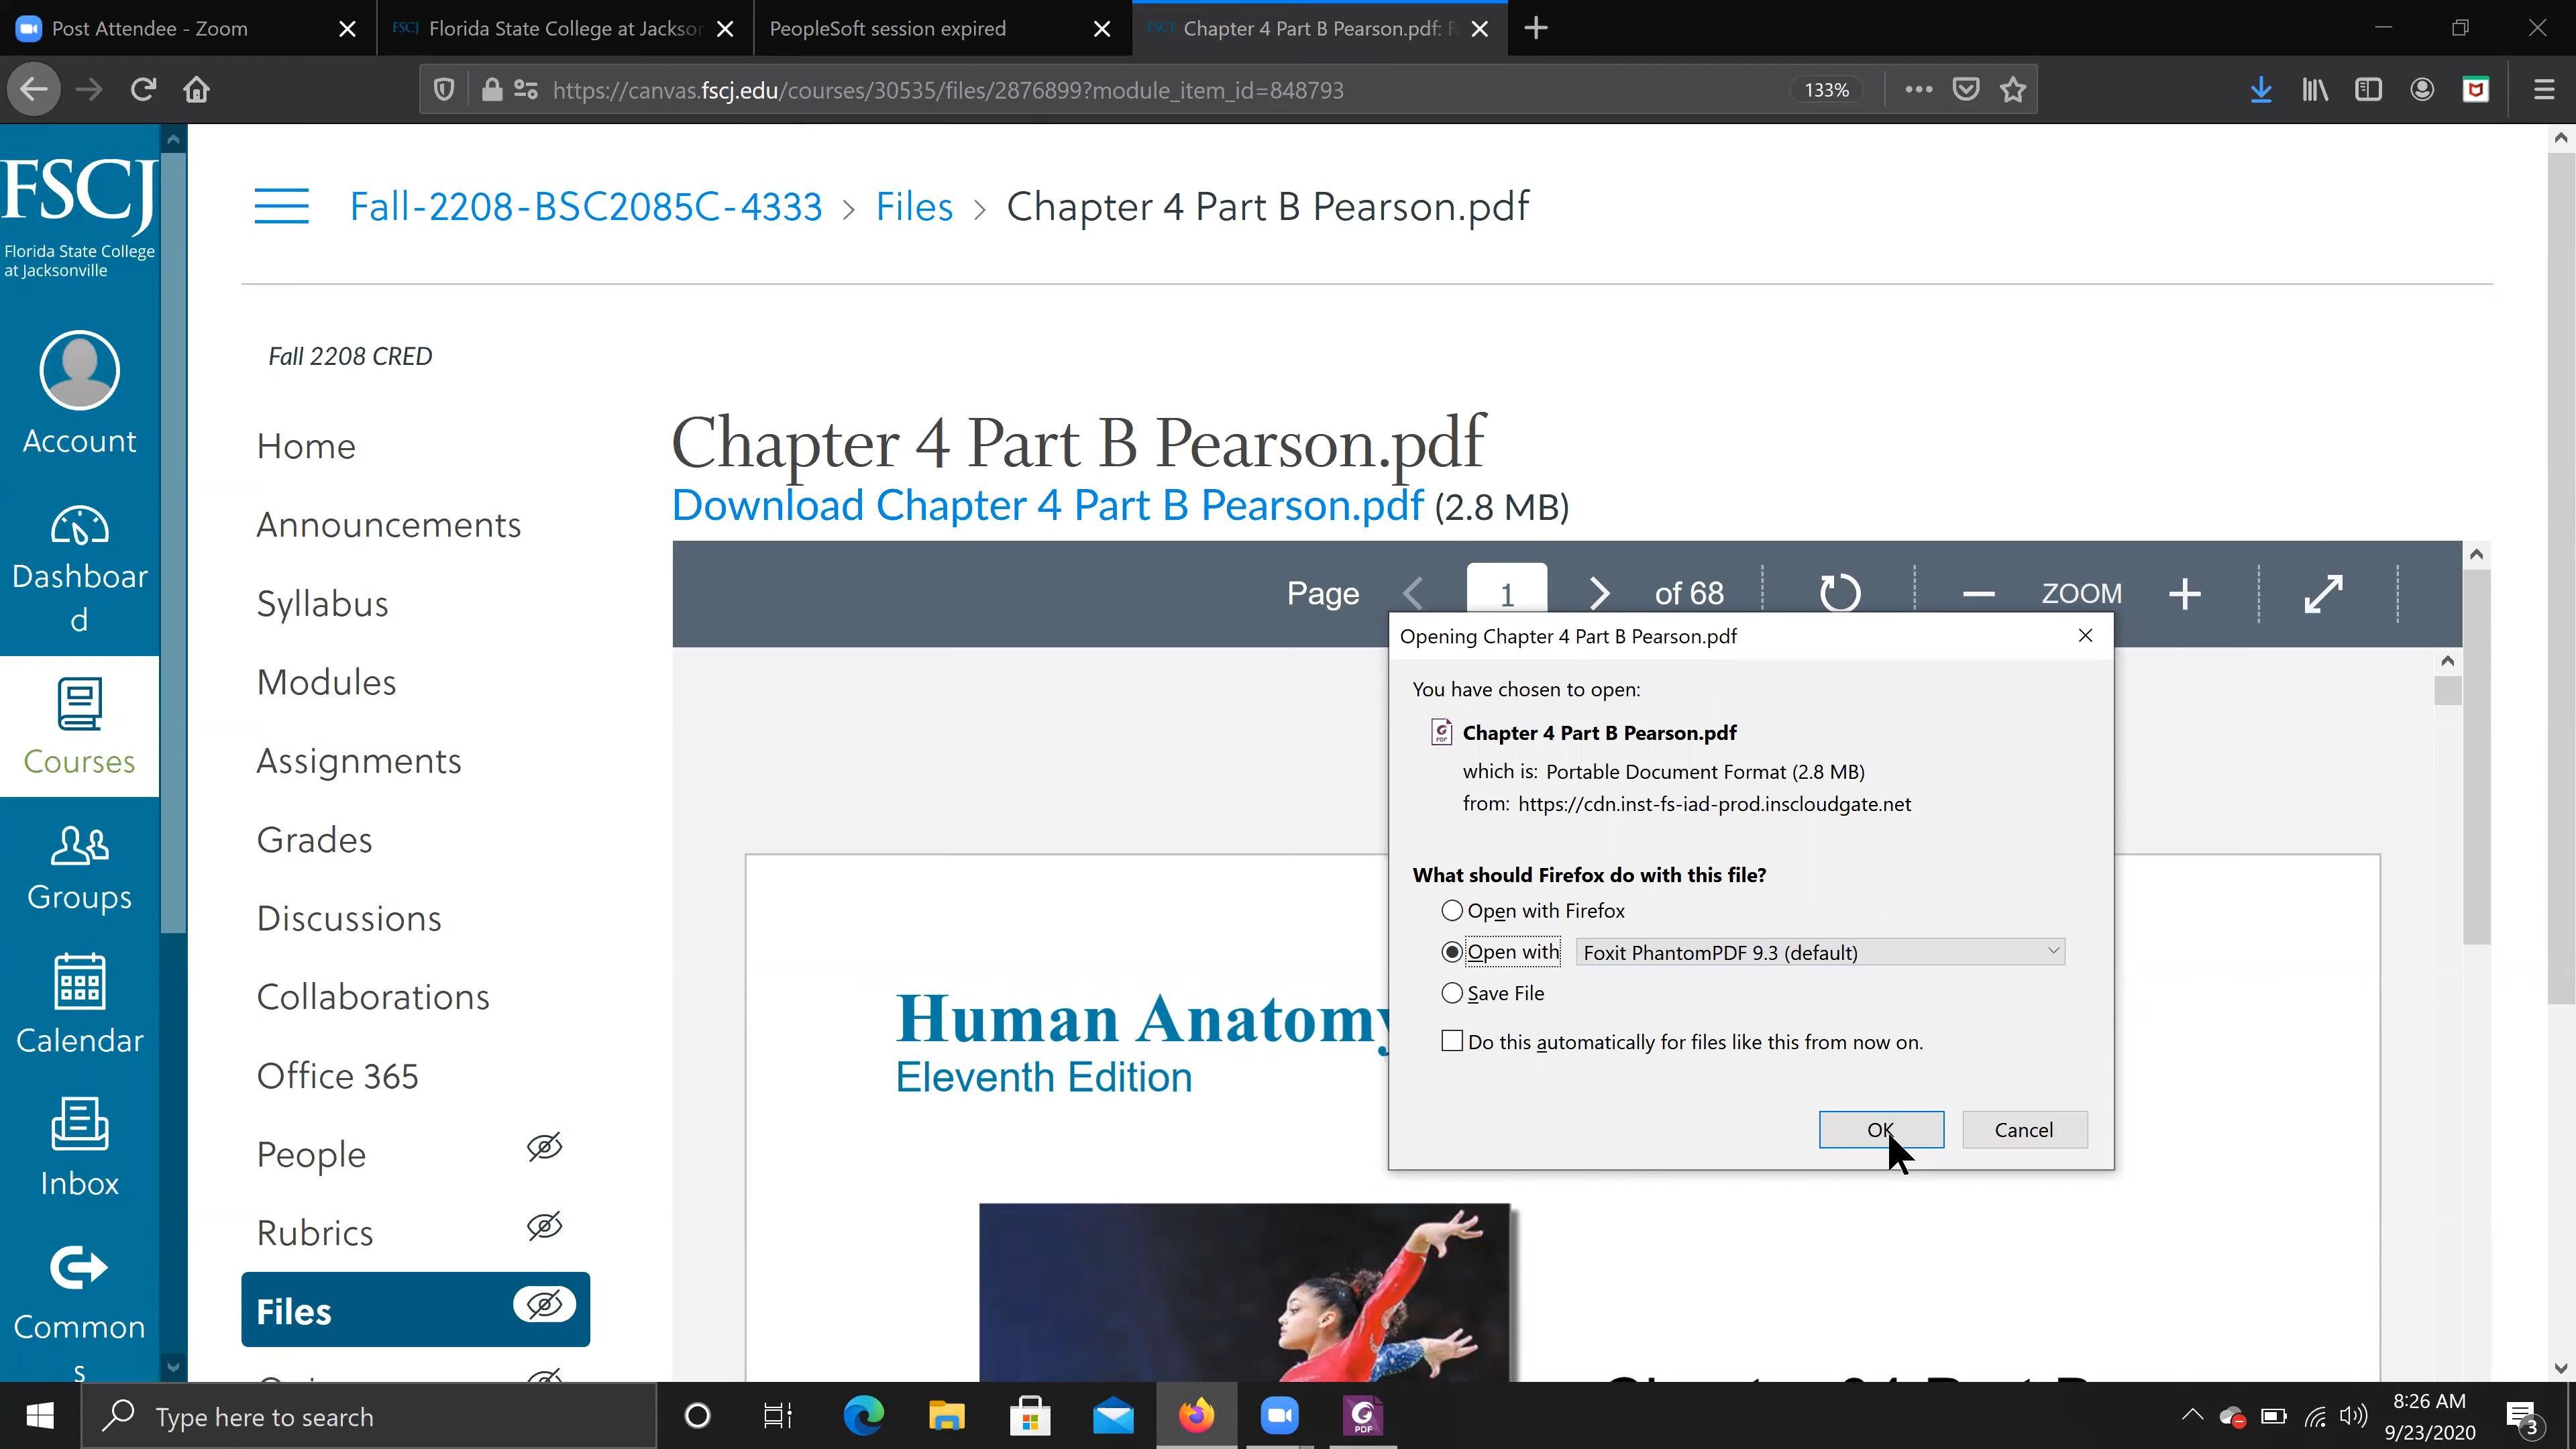 Post Attendee - Zoom
FSCJ Florida State College at Jackson
PeopleSoft session expired
FSCJ Chapter 4 Part B Pearson.pdf:
https://canvas.fscj.edu/courses/30535/files/2876899?module_item_id=848793
133%
FSCJ
Florida State College
at Jacksonville
Account
Dashboar
d
Courses
Groups
Calendar
Inbox
Common
s
Fall-2208-BSC2085C-4333 > Files > Chapter 4 Part B Pearson.pdf
Fall 2208 CRED
Home
Announcements
Syllabus
Modules
Assignments
Grades
Discussions
Collaborations
Office 365
People
Rubrics
Files
Chapter 4 Part B Pearson.pdf
Download Chapter 4 Part B Pearson.pdf (2.8 MB)
Page 1 of 68 ZOOM
Human Anatomy
Eleventh Edition
Opening Chapter 4 Part B Pearson.pdf
You have chosen to open:
Chapter 4 Part B Pearson.pdf
which is: Portable Document Format (2.8 MB)
from: https://cdn.inst-fs-iad-prod.inscloudgate.net
What should Firefox do with this file?
Open with Firefox
Open with Foxit PhantomPDF 9.3 (default)
Save File
Do this automatically for files like this from now on.
OK Cancel
Type here to search
PDF
8:26 AM
9/23/2020
3